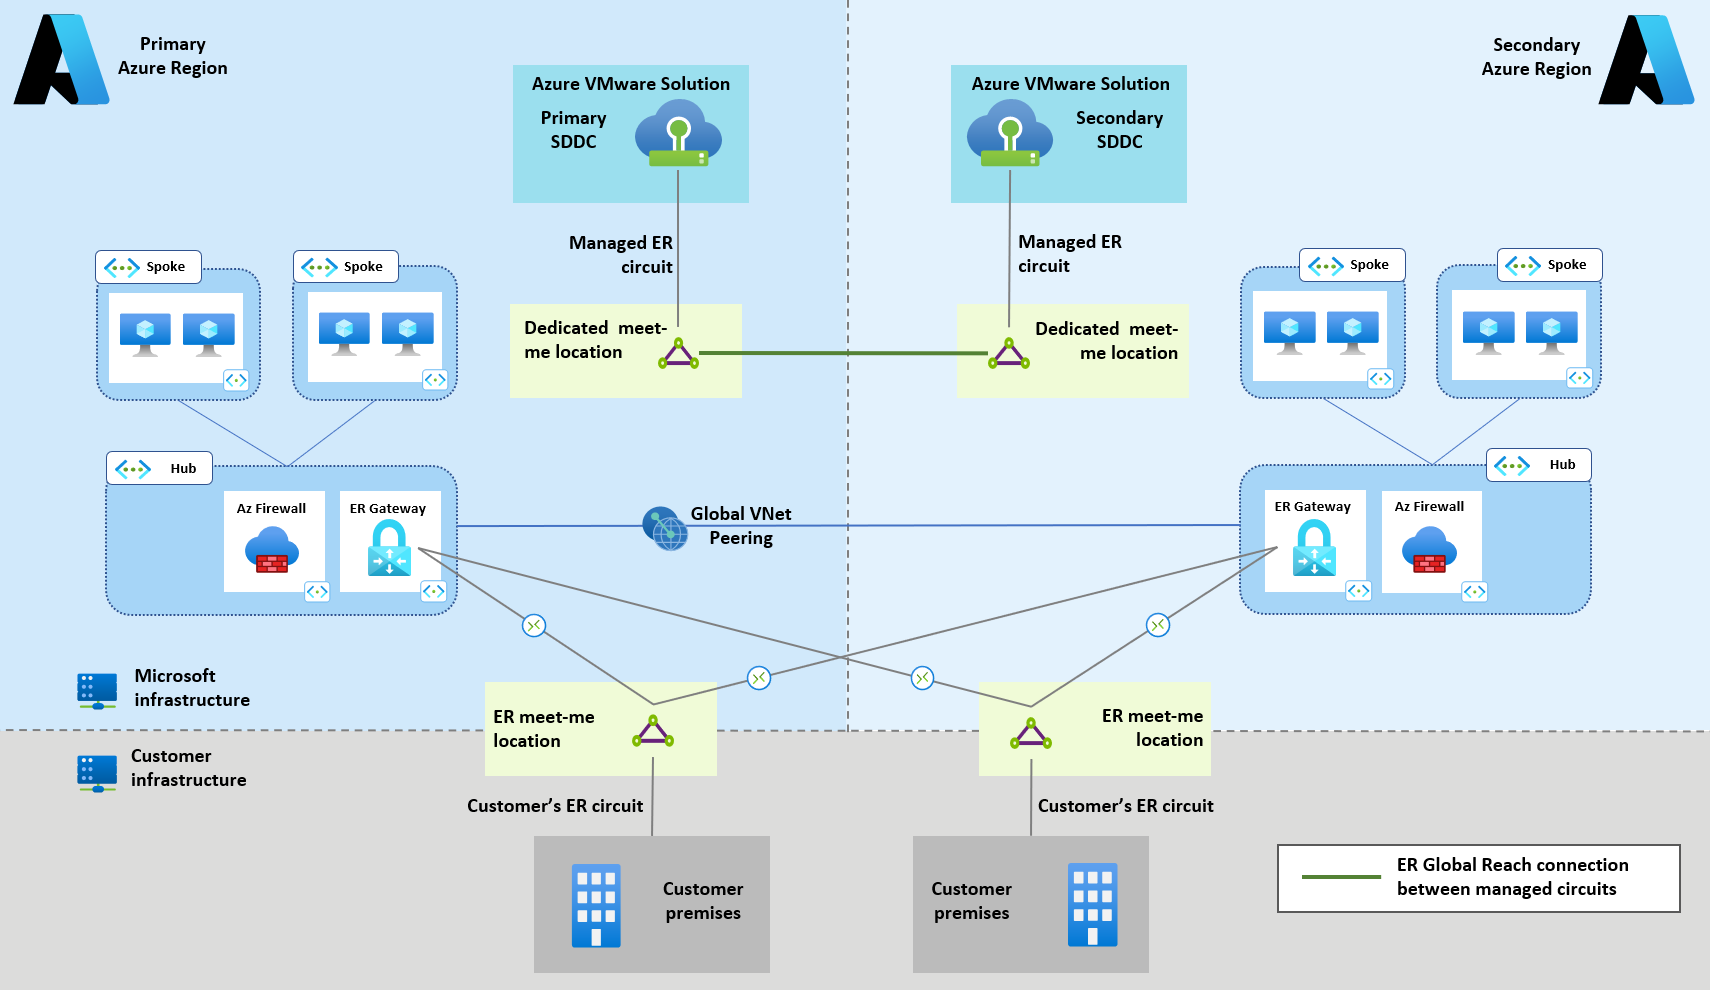 Primary
Azure Region
Secondary
Azure Region
Azure VMware Solution
Primary
SDDC
Azure VMware Solution
Secondary
SDDC
Managed ER
circuit
Managed ER
circuit
Spoke
Spoke
Spoke
Spoke
Dedicated meet-
me location
Dedicated meet-
me location
Hub
Az Firewall
ER Gateway
Global VNet
Peering
Hub
ER Gateway
Az Firewall
Microsoft
infrastructure
Customer
infrastructure
ER meet-me
location
ER meet-me
location
Customer’s ER circuit
Customer’s ER circuit
Customer
premises
Customer
premises
ER Global Reach connection
between managed circuits